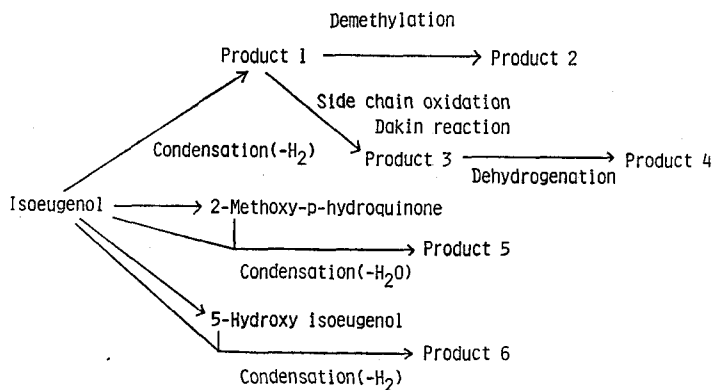 Demethylation
Product 1
Product 2
Side chain oxidation
Dakin reaction
Condensation(-H₂)
Product 3
Product 4
Dehydrogenation
Isoeugenol
2-Methoxy-p-hydroquinone
Product 5
Condensation(-H₂O)
5-Hydroxy isoeugenol
Product 6
Condensation(-H₂)